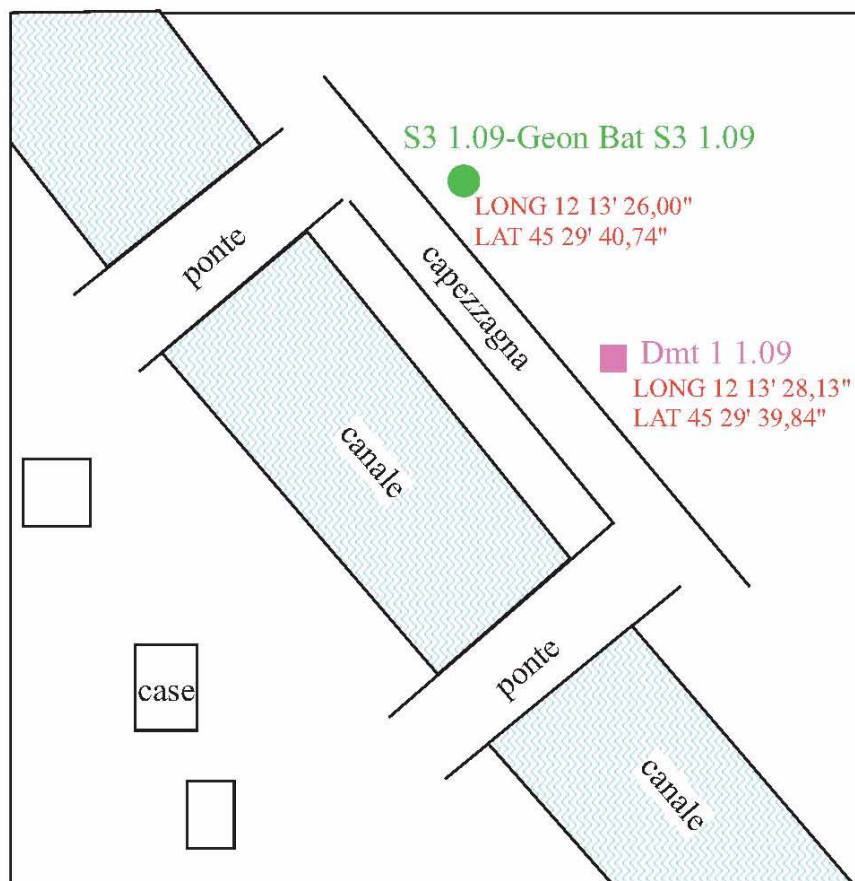 S3 1.09-Geon Bat S3 1.09
LONG 12 13' 26,00"
LAT 45 29' 40,74"
ponte
capezzagna
Dmt 1 1.09
LONG 12 13' 28,13"
LAT 45 29' 39,84"
canale
ponte
case
canale